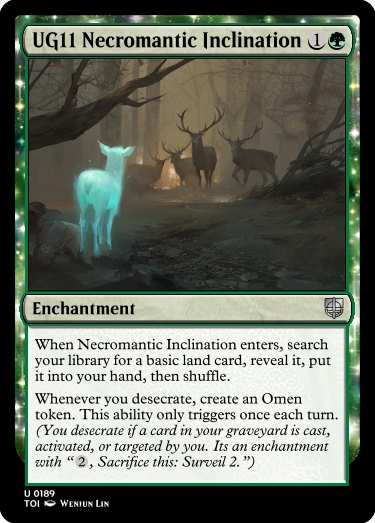 UG11 Necromantic Inclination 1
Enchantment
When Necromantic Inclination enters, search
your library for a basic land card, reveal it, put
it into your hand, then shuffle.
Whenever you desecrate, create an Omen
token. This ability only triggers once each turn.
(You desecrate if a card in your graveyard is cast,
activated, or targeted by you. Its an enchantment
with “2, Sacrifice this: Surveil 2.”)
U 0189
TOI • Wenjun Lin